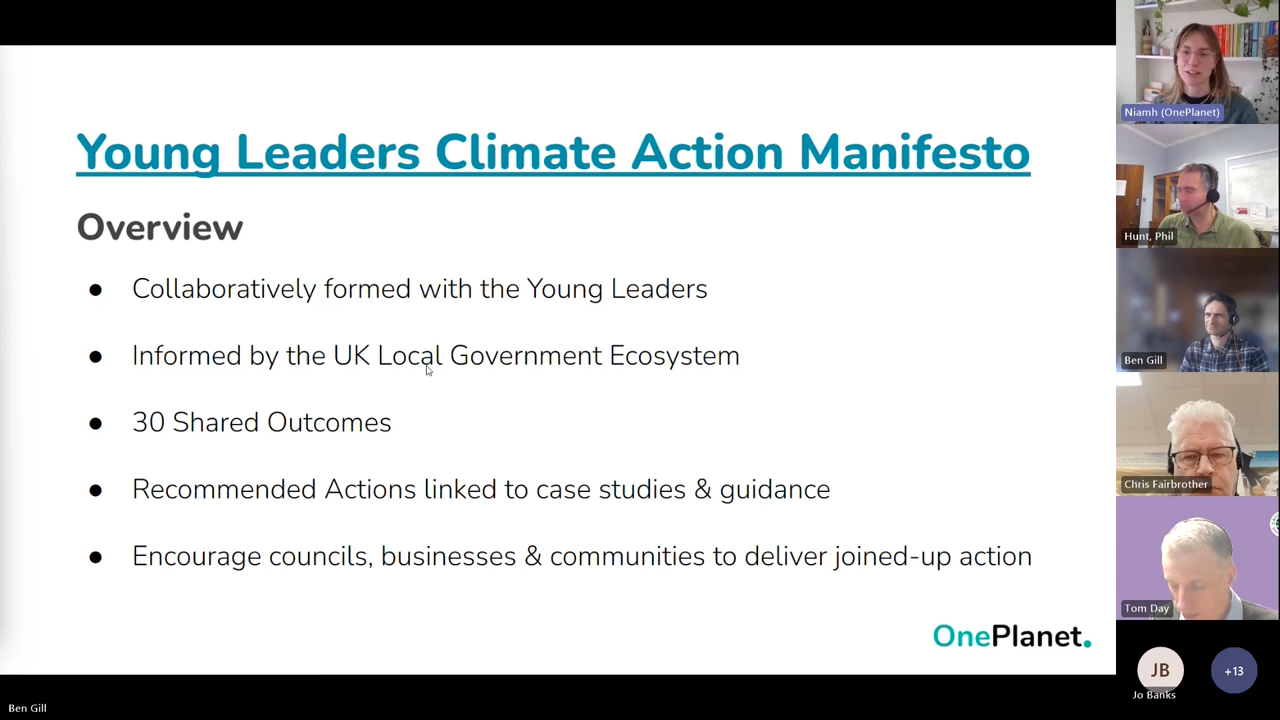 Young Leaders Climate Action Manifesto
Overview
● Collaboratively formed with the Young Leaders
● Informed by the UK Local Government Ecosystem
● 30 Shared Outcomes
● Recommended Actions linked to case studies & guidance
● Encourage councils, businesses & communities to deliver joined-up action
OnePlanet.
Ben Gill
Niamh (OnePlanet)
Hunt, Phil
Ben Gill
Chris Fairbrother
Tom Day
JB
+13
Jo Banks